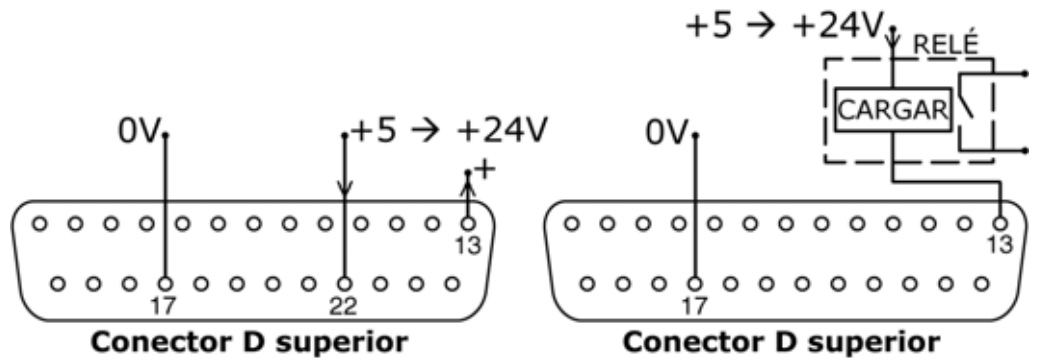 +5 → +24V
RELÉ
CARGAR
0V
+5 → +24V
+
0V
13
17
22
13
17
Conector D superior
Conector D superior